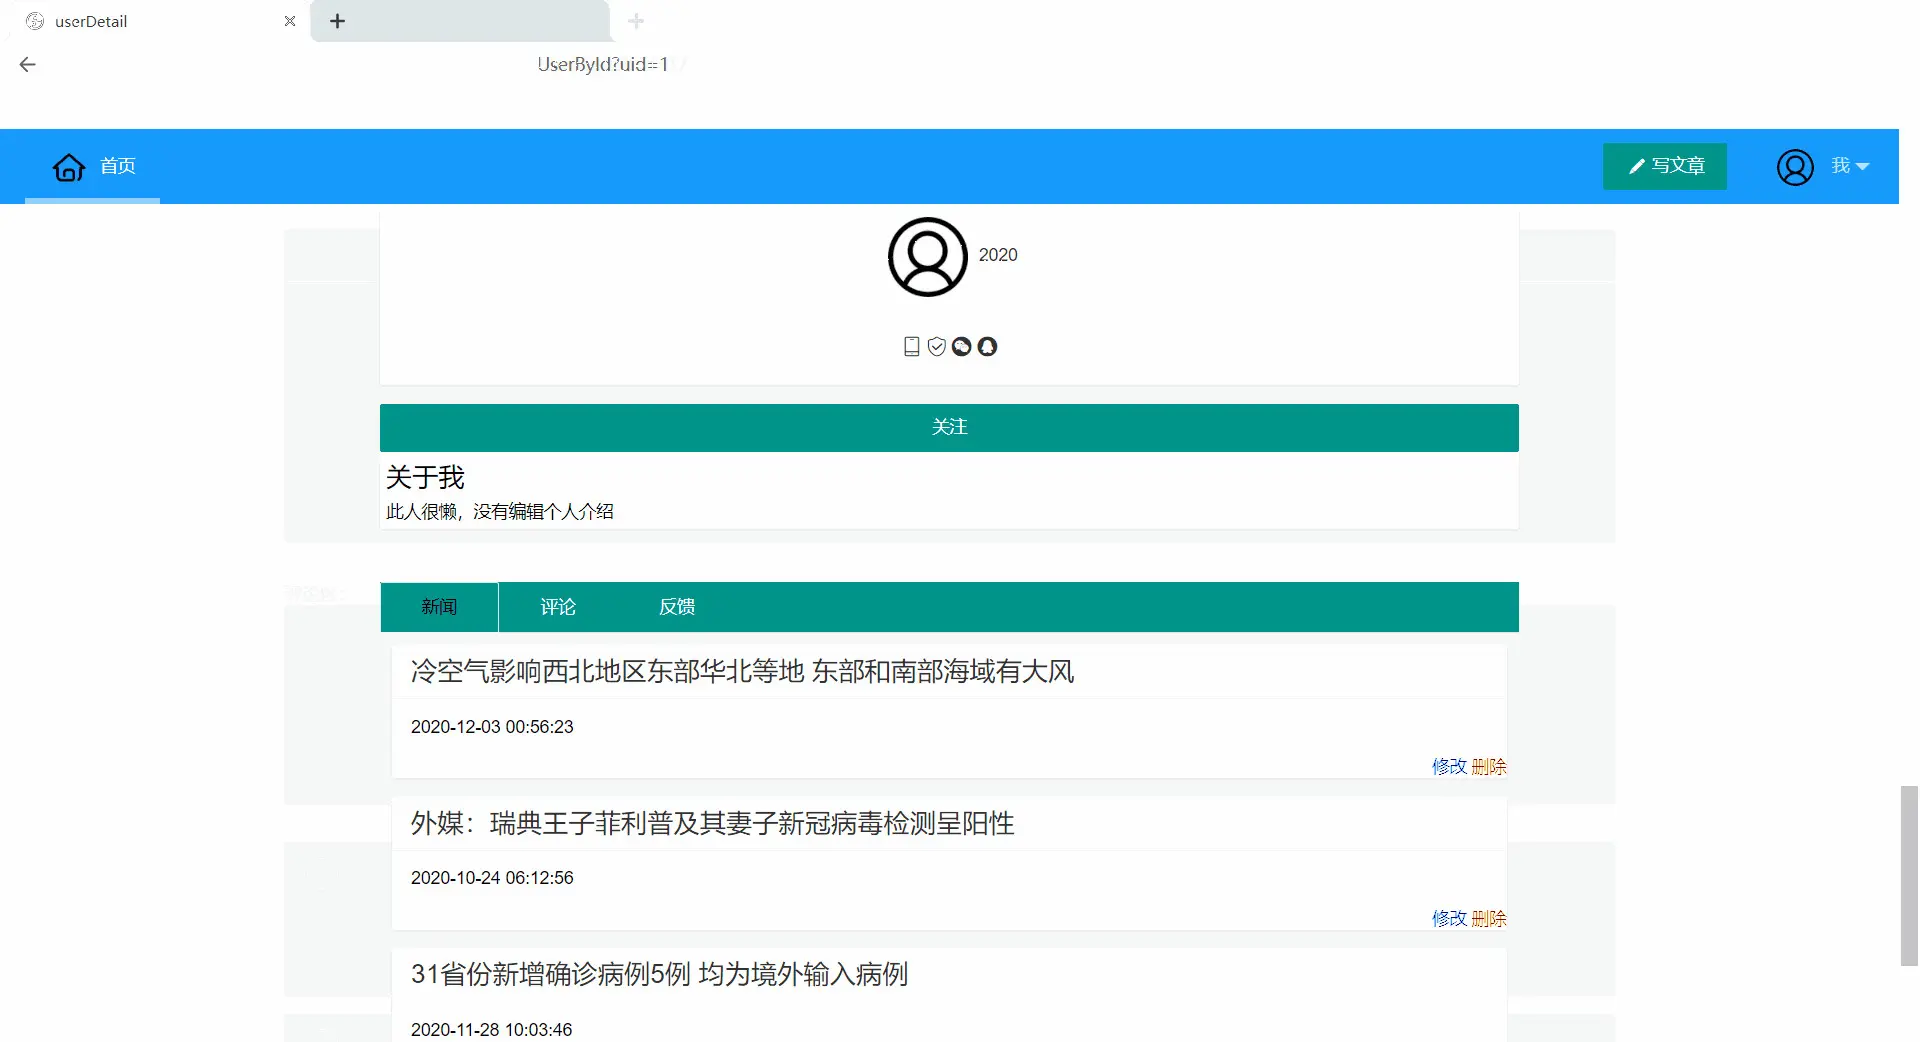 userDetail
UserById?uid=1
首页
写文章
我
2020
关注
关于我
此人很懒，没有编辑个人介绍
新闻 评论 反馈
冷空气影响西北地区东部华北等地 东部和南部海域有大风
2020-12-03 00:56:23
修改 删除
外媒：瑞典王子菲利普及其妻子新冠病毒检测呈阳性
2020-10-24 06:12:56
修改 删除
31省份新增确诊病例5例 均为境外输入病例
2020-11-28 10:03:46